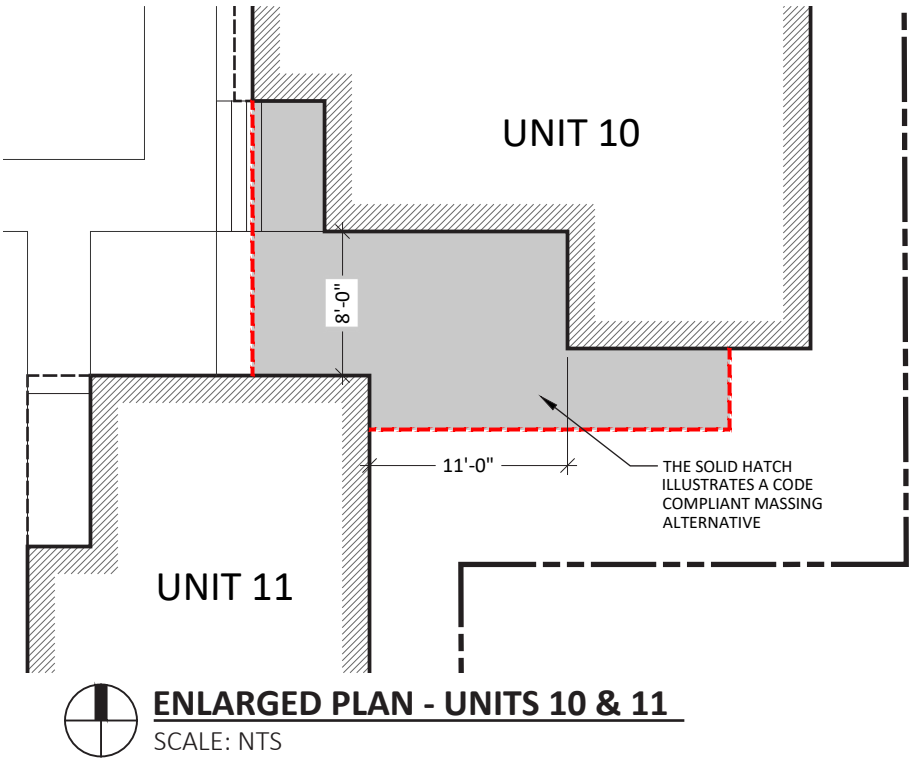 UNIT 10
8'-0"
11'-0"
THE SOLID HATCH
ILLUSTRATES A CODE
COMPLIANT MASSING
ALTERNATIVE
UNIT 11
ENLARGED PLAN - UNITS 10 & 11
SCALE: NTS